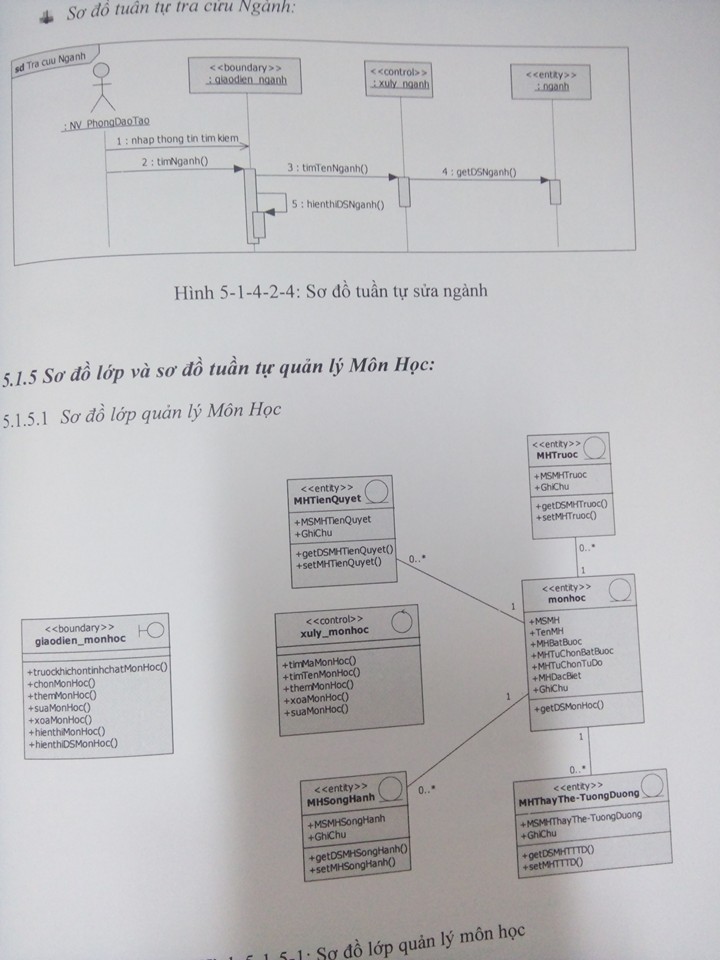 Sơ đồ tuần tự tra cứu Ngành:
sd Tra cuu Nganh
<<boundary>>
: giaodien_nganh
<<control>>
: xuly_nganh
<<entity>>
: nganh
: NV_PhongDaoTao
1 : nhap thong tin tim kiem
2 : timNganh()
3 : timTenNganh()
4 : getDSNganh()
5 : hienthiDSNganh()
Hình 5-1-4-2-4: Sơ đồ tuần tự sửa ngành
5.1.5 Sơ đồ lớp và sơ đồ tuần tự quản lý Môn Học:
5.1.5.1 Sơ đồ lớp quản lý Môn Học
<<entity>>
MHTruoc
+MSMHTruoc
+GhiChu
+getDSMHTruoc()
+setMHTruoc()
<<entity>>
MHTienQuyet
+MSMHTienQuyet
+GhiChu
+getDSMHTienQuyet()
+setMHTienQuyet()
0..*
1
0..*
1
<<entity>>
monhoc
+MSMH
+TenMH
+MHBatBuoc
+MHTuChonBatBuoc
+MHTuChonTuDo
+MHDacBiet
+GhiChu
+getDSMonHoc()
<<boundary>>
giaodien_monhoc
+truockhichontinhchatMonHoc()
+chonMonHoc()
+themMonHoc()
+suaMonHoc()
+xoaMonHoc()
+hienthiMonHoc()
+hienthiDSMonHoc()
<<control>>
xuly_monhoc
+timMaMonHoc()
+timTenMonHoc()
+themMonHoc()
+xoaMonHoc()
+suaMonHoc()
1
0..*
1
0..*
<<entity>>
MHSongHanh
+MSMHSongHanh
+GhiChu
+getDSMHSongHanh()
+setMHSongHanh()
<<entity>>
MHThayThe-TuongDuong
+MSMHThayThe-TuongDuong
+GhiChu
+getDSMHTTTD()
+setMHTTTD()
5-1-5-1: Sơ đồ lớp quản lý môn học